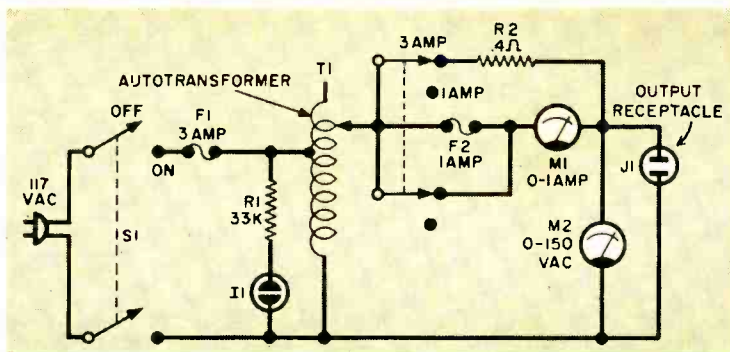 AUTOTRANSFORMER
T1
3 AMP
R2
.4Ω
OFF
F1
3 AMP
1 AMP
OUTPUT
RECEPTACLE
117
VAC
ON
F2
1 AMP
M1
0-1 AMP
J1
R1
33K
S1
M2
0-150
VAC
I1